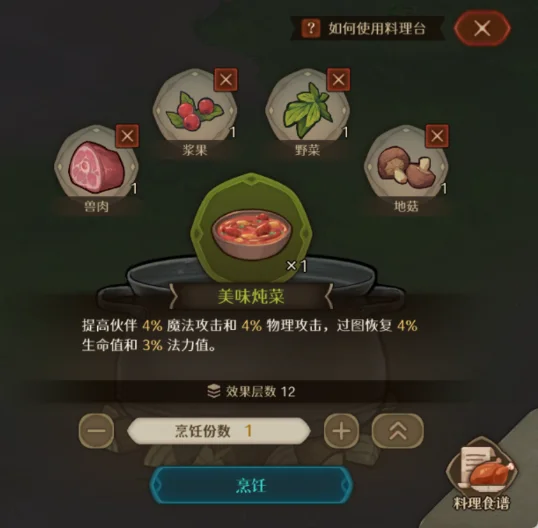 ? 如何使用料理台
浆果 1
野菜 1
兽肉 1
地菇 1
×1
美味炖菜
提高伙伴 4% 魔法攻击和 4% 物理攻击，过图恢复 4%
生命值和 3% 法力值。
效果层数 12
烹饪份数 1
烹饪
料理食谱